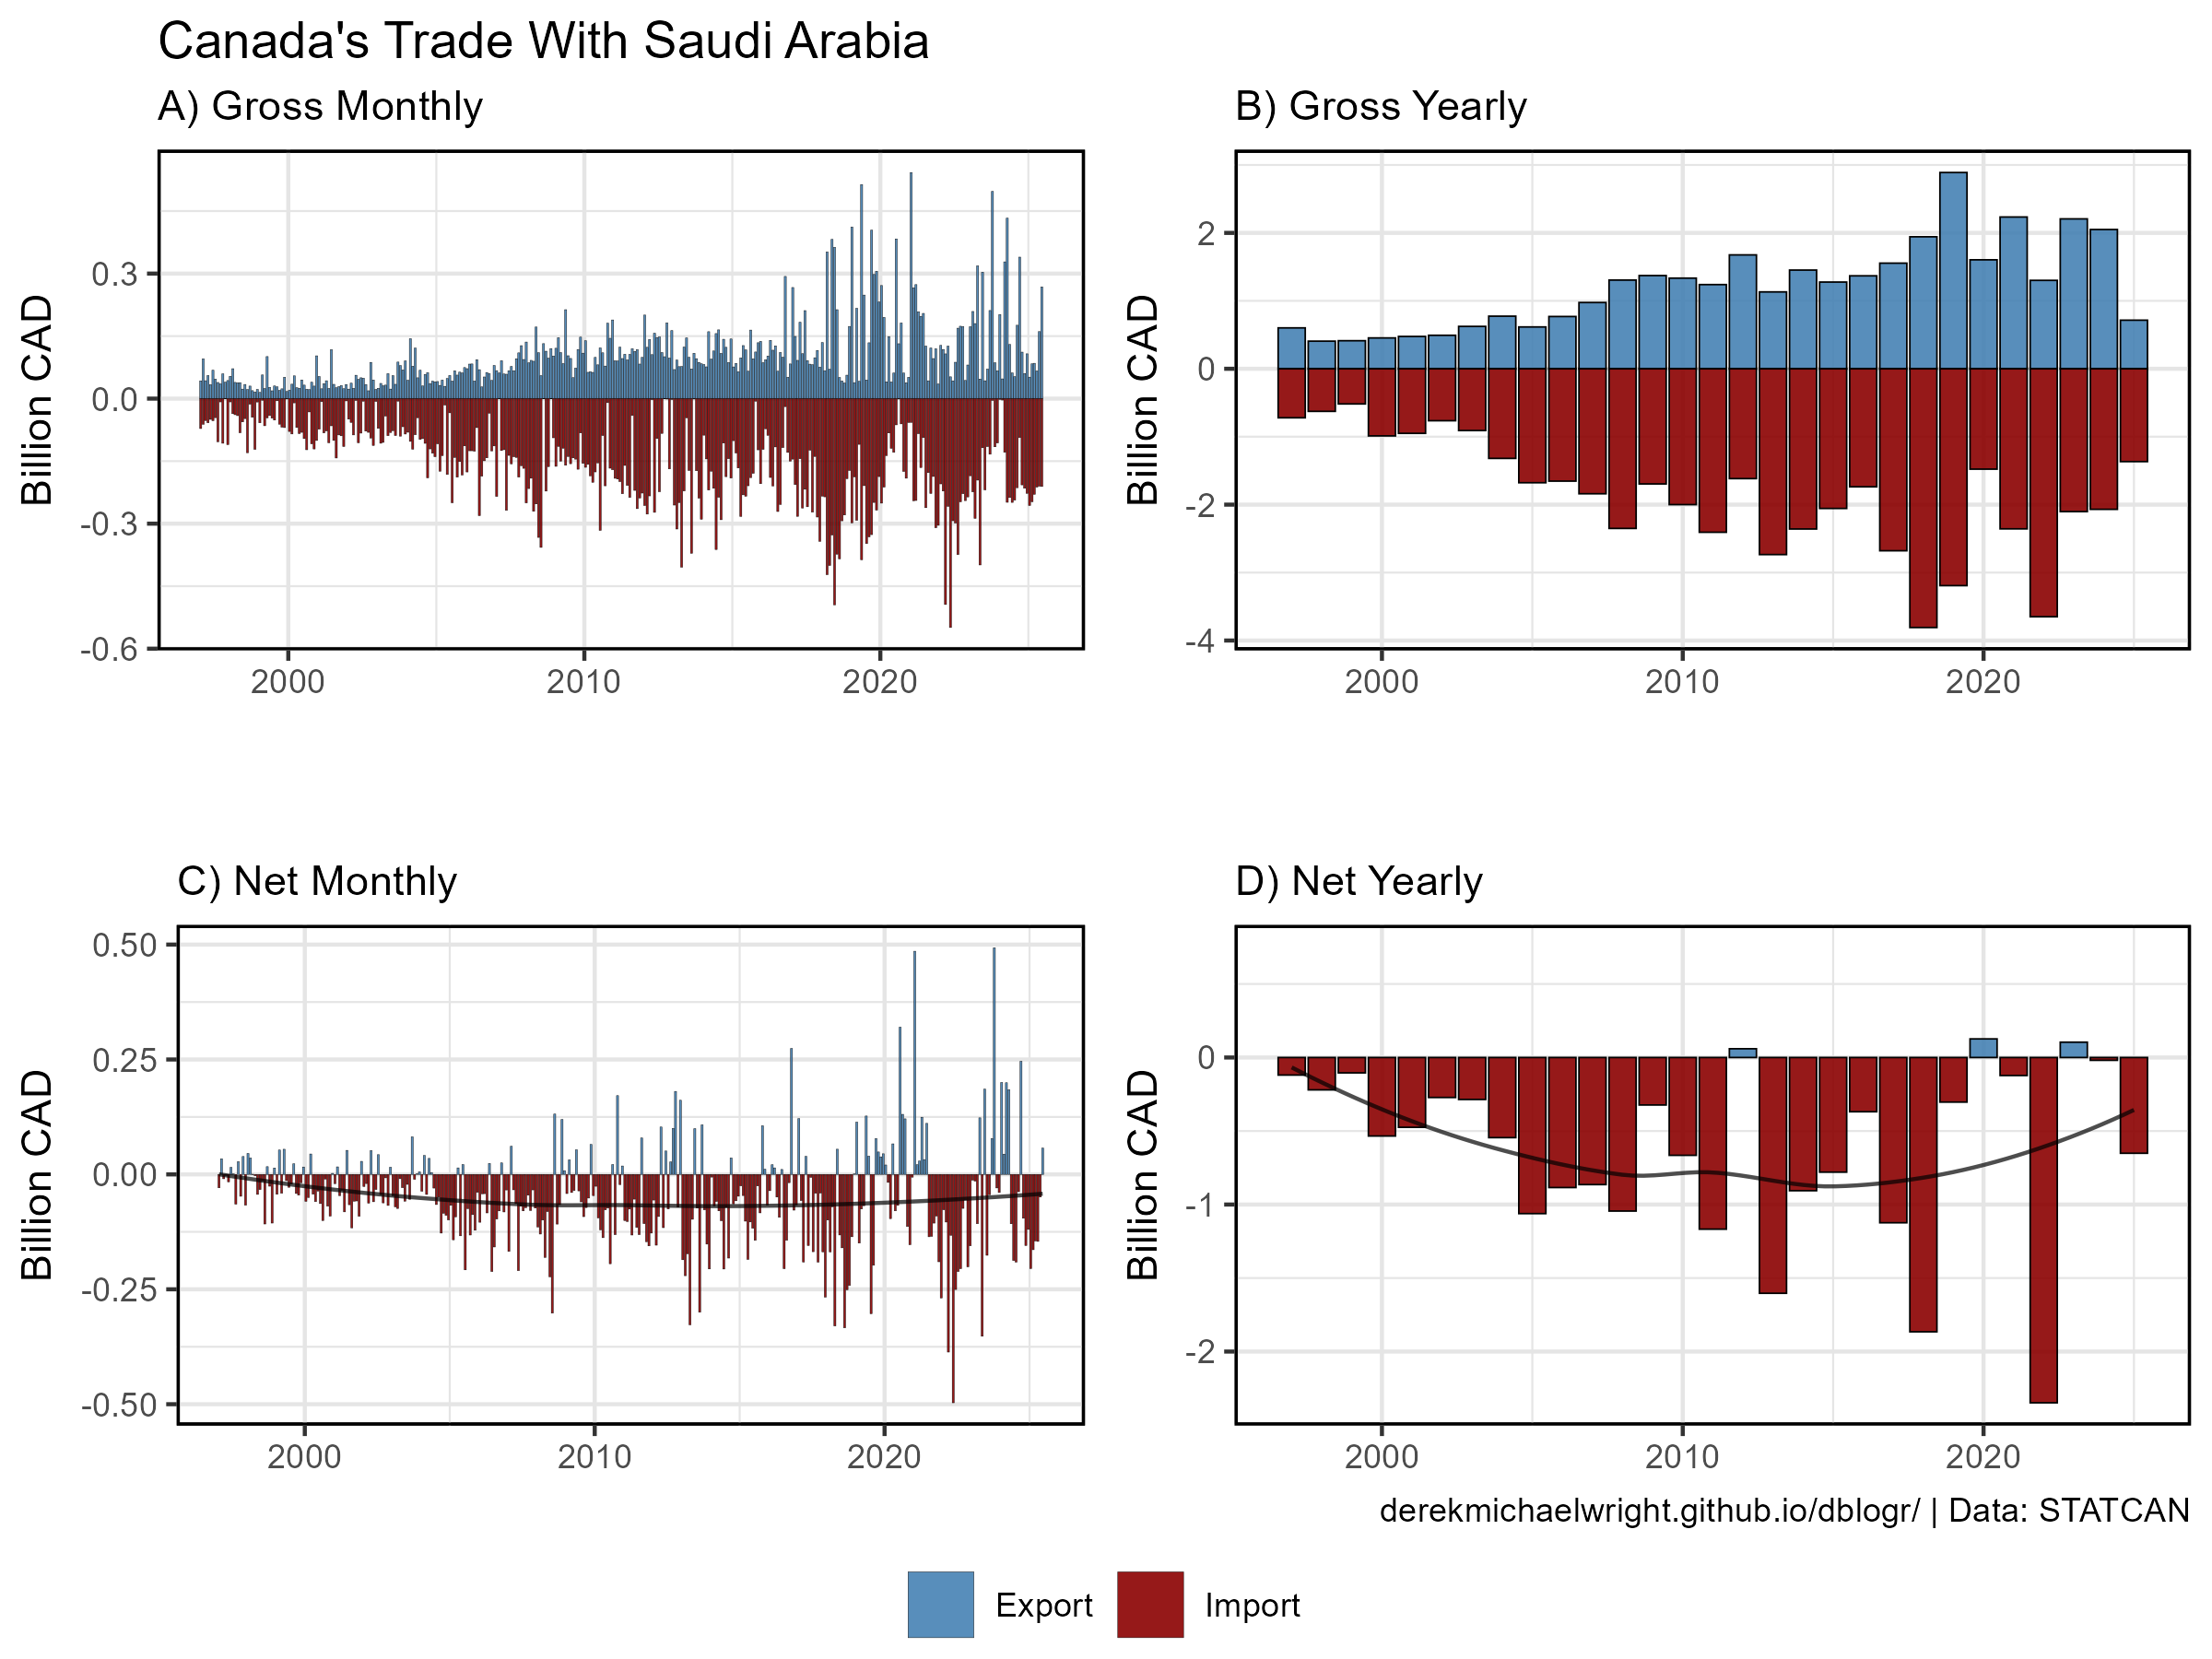 Canada's Trade With Saudi Arabia
A) Gross Monthly
Billion CAD
0.3
0.0
-0.3
-0.6
2000
2010
2020
B) Gross Yearly
Billion CAD
2
0
-2
-4
2000
2010
2020
C) Net Monthly
Billion CAD
0.50
0.25
0.00
-0.25
-0.50
2000
2010
2020
D) Net Yearly
Billion CAD
0
-1
-2
2000
2010
2020
derekmichaelwright.github.io/dblogr/ | Data: STATCAN
Export
Import